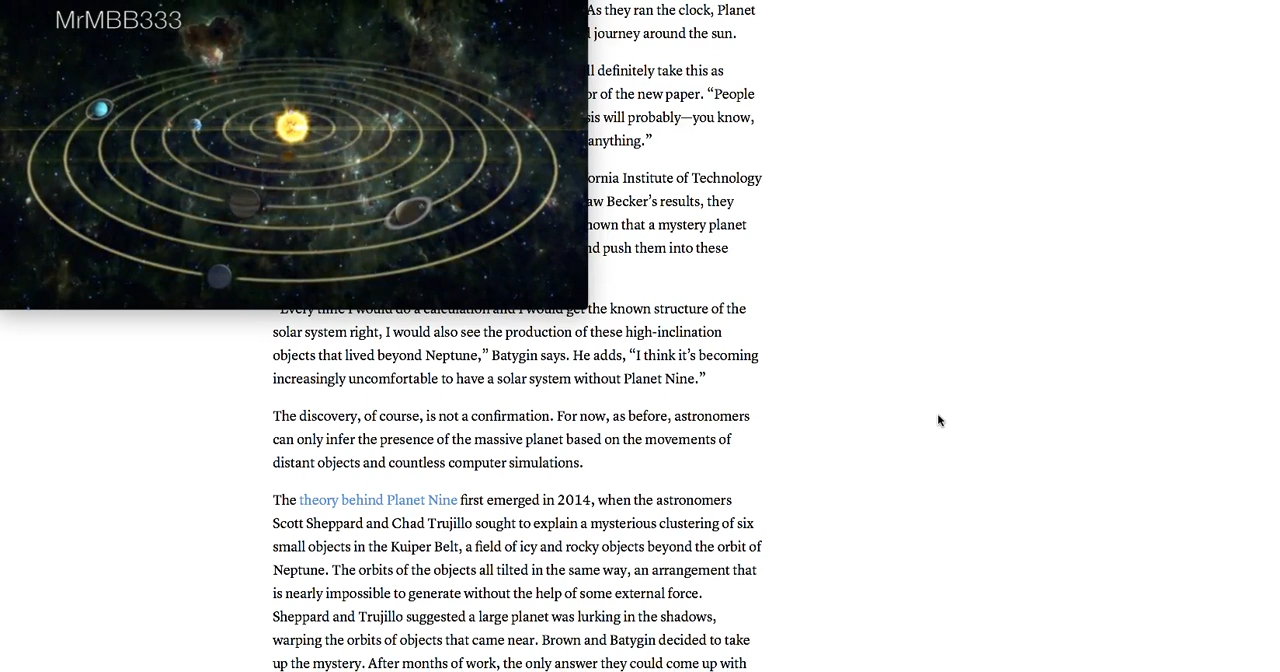 MrMBB333
As they ran the clock, Planet
journey around the sun.
definitely take this as
of the new paper. “People
will probably—you know,
anything.”
Institute of Technology
Becker’s results, they
that a mystery planet
push them into these
“Every time I would do a calculation and I would get the known structure of the
solar system right, I would also see the production of these high-inclination
objects that lived beyond Neptune,” Batygin says. He adds, “I think it’s becoming
increasingly uncomfortable to have a solar system without Planet Nine.”
The discovery, of course, is not a confirmation. For now, as before, astronomers
can only infer the presence of the massive planet based on the movements of
distant objects and countless computer simulations.
The theory behind Planet Nine first emerged in 2014, when the astronomers
Scott Sheppard and Chad Trujillo sought to explain a mysterious clustering of six
small objects in the Kuiper Belt, a field of icy and rocky objects beyond the orbit of
Neptune. The orbits of the objects all tilted in the same way, an arrangement that
is nearly impossible to generate without the help of some external force.
Sheppard and Trujillo suggested a large planet was lurking in the shadows,
warping the orbits of objects that came near. Brown and Batygin decided to take
up the mystery. After months of work, the only answer they could come up with